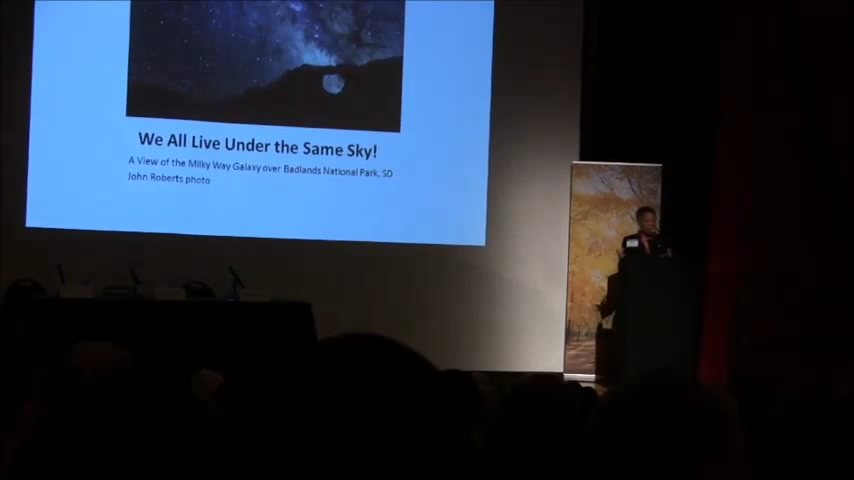 We All Live Under the Same Sky!
A View of the Milky Way Galaxy over Badlands National Park, SD
John Roberts photo